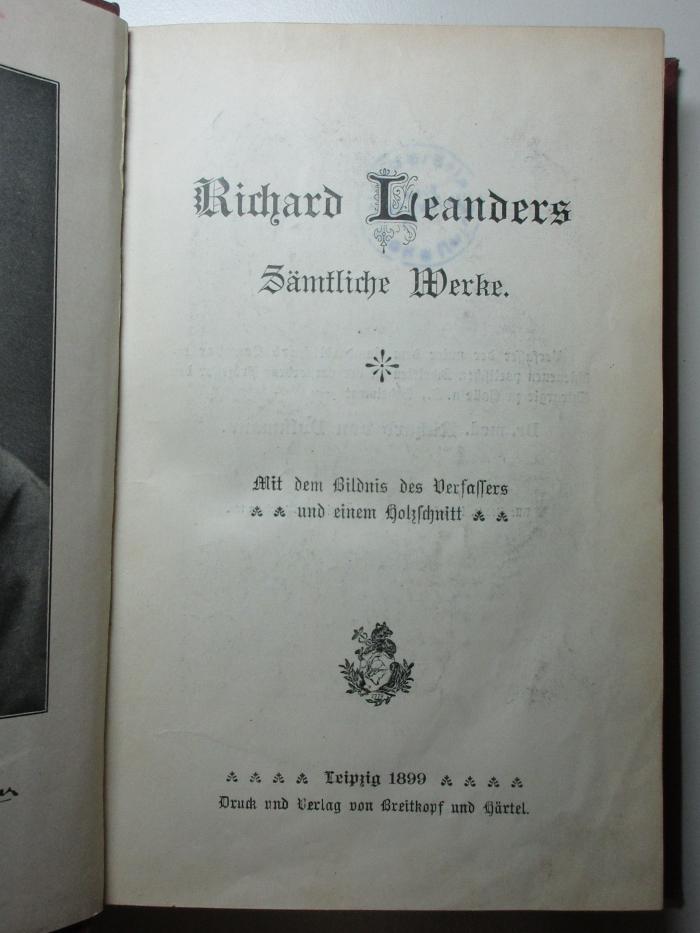 Richard Leanders
Sämtliche Werke.
Mit dem Bildnis des Verfassers
und einem Holzschnitt
Leipzig 1899
Druck und Verlag von Breitkopf und Härtel.